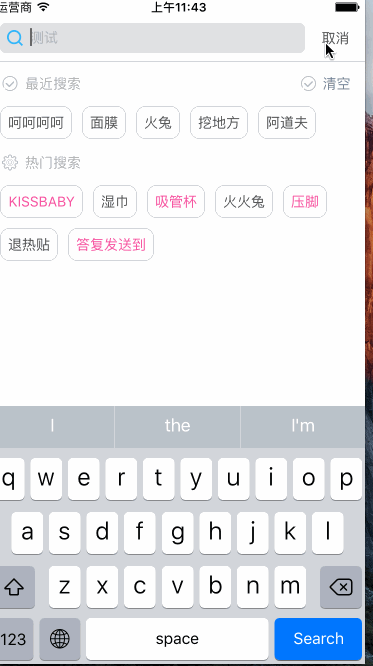 运营商 上午11:43
测试 取消
最近搜索 清空
呵呵呵呵 面膜 火兔 挖地方 阿道夫
热门搜索
KISSBABY 湿巾 吸管杯 火火兔 压脚
退热贴 答复发送到
I the I'm
q w e r t y u i o p
a s d f g h j k l
z x c v b n m
123 space Search